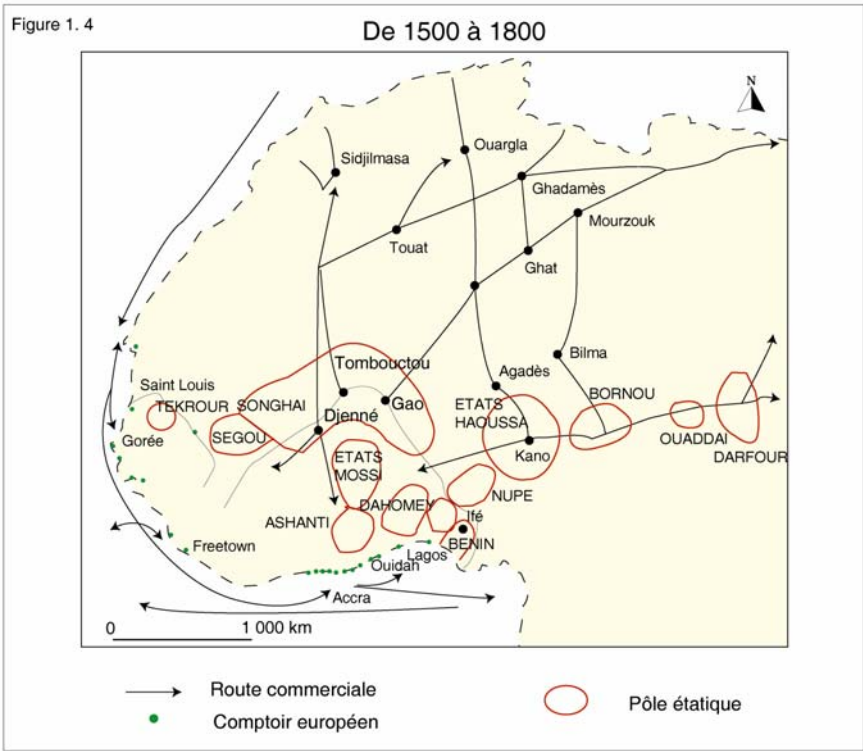 Figure 1. 4
De 1500 à 1800
N
Sidjilmasa
Ouargla
Ghadamès
Mourzouk
Touat
Ghat
Tombouctou
Bilma
Agadès
Saint Louis
TEKROUR
SONGHAI
Gao
ETATS
HAOUSSA
BORNOU
Djenné
Gorée
SEGOU
OUADDAI
Kano
DARFOUR
ETATS
MOSSI
NUPE
DAHOMEY
ASHANTI
Ifé
BENIN
Freetown
Lagos
Ouidah
Accra
0 1 000 km
Route commerciale
Comptoir européen
Pôle étatique